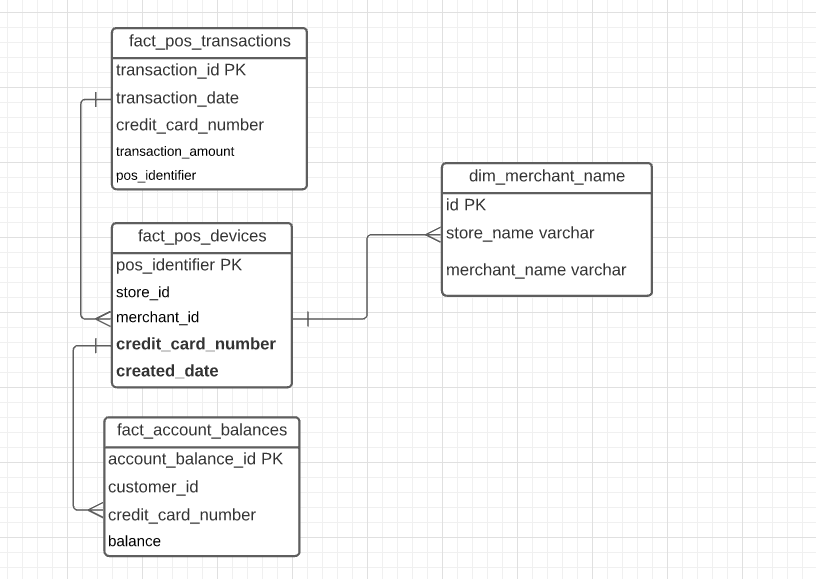 fact_pos_transactions
transaction_id PK
transaction_date
credit_card_number
transaction_amount
pos_identifier
dim_merchant_name
id PK
store_name varchar
merchant_name varchar
fact_pos_devices
pos_identifier PK
store_id
merchant_id
credit_card_number
created_date
fact_account_balances
account_balance_id PK
customer_id
credit_card_number
balance